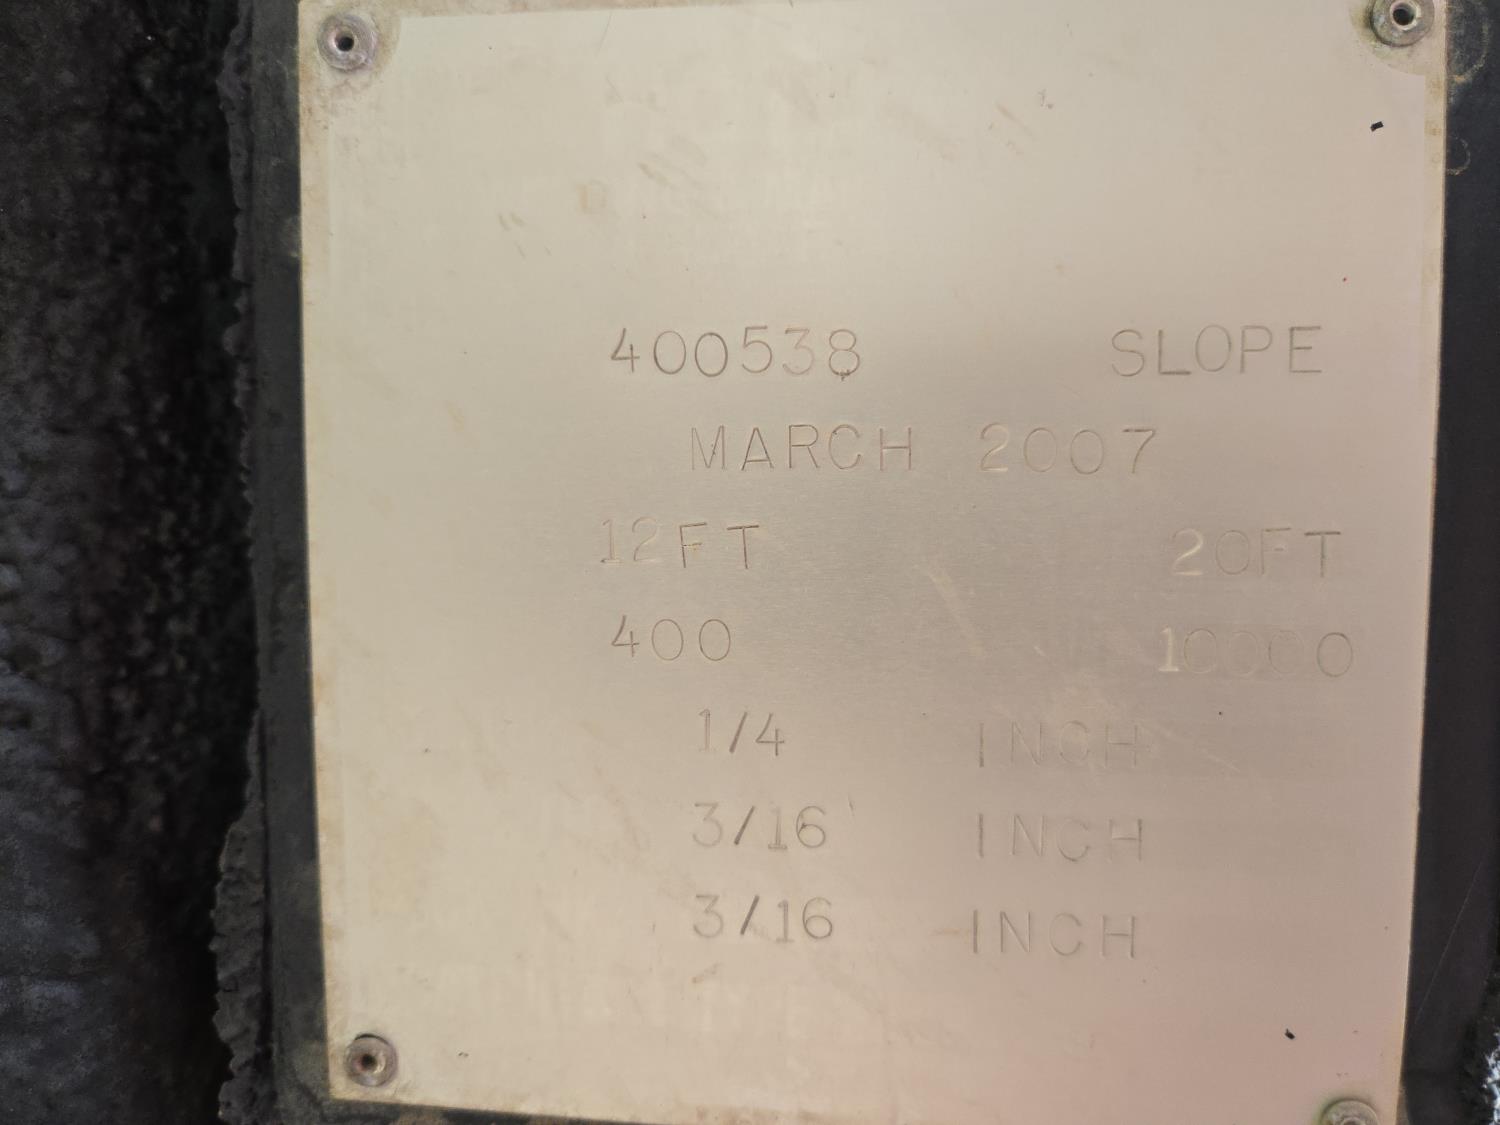 400538 SLOPE
MARCH 2007
12FT 20FT
400 10000
1/4 INCH
3/16 INCH
3/16 INCH